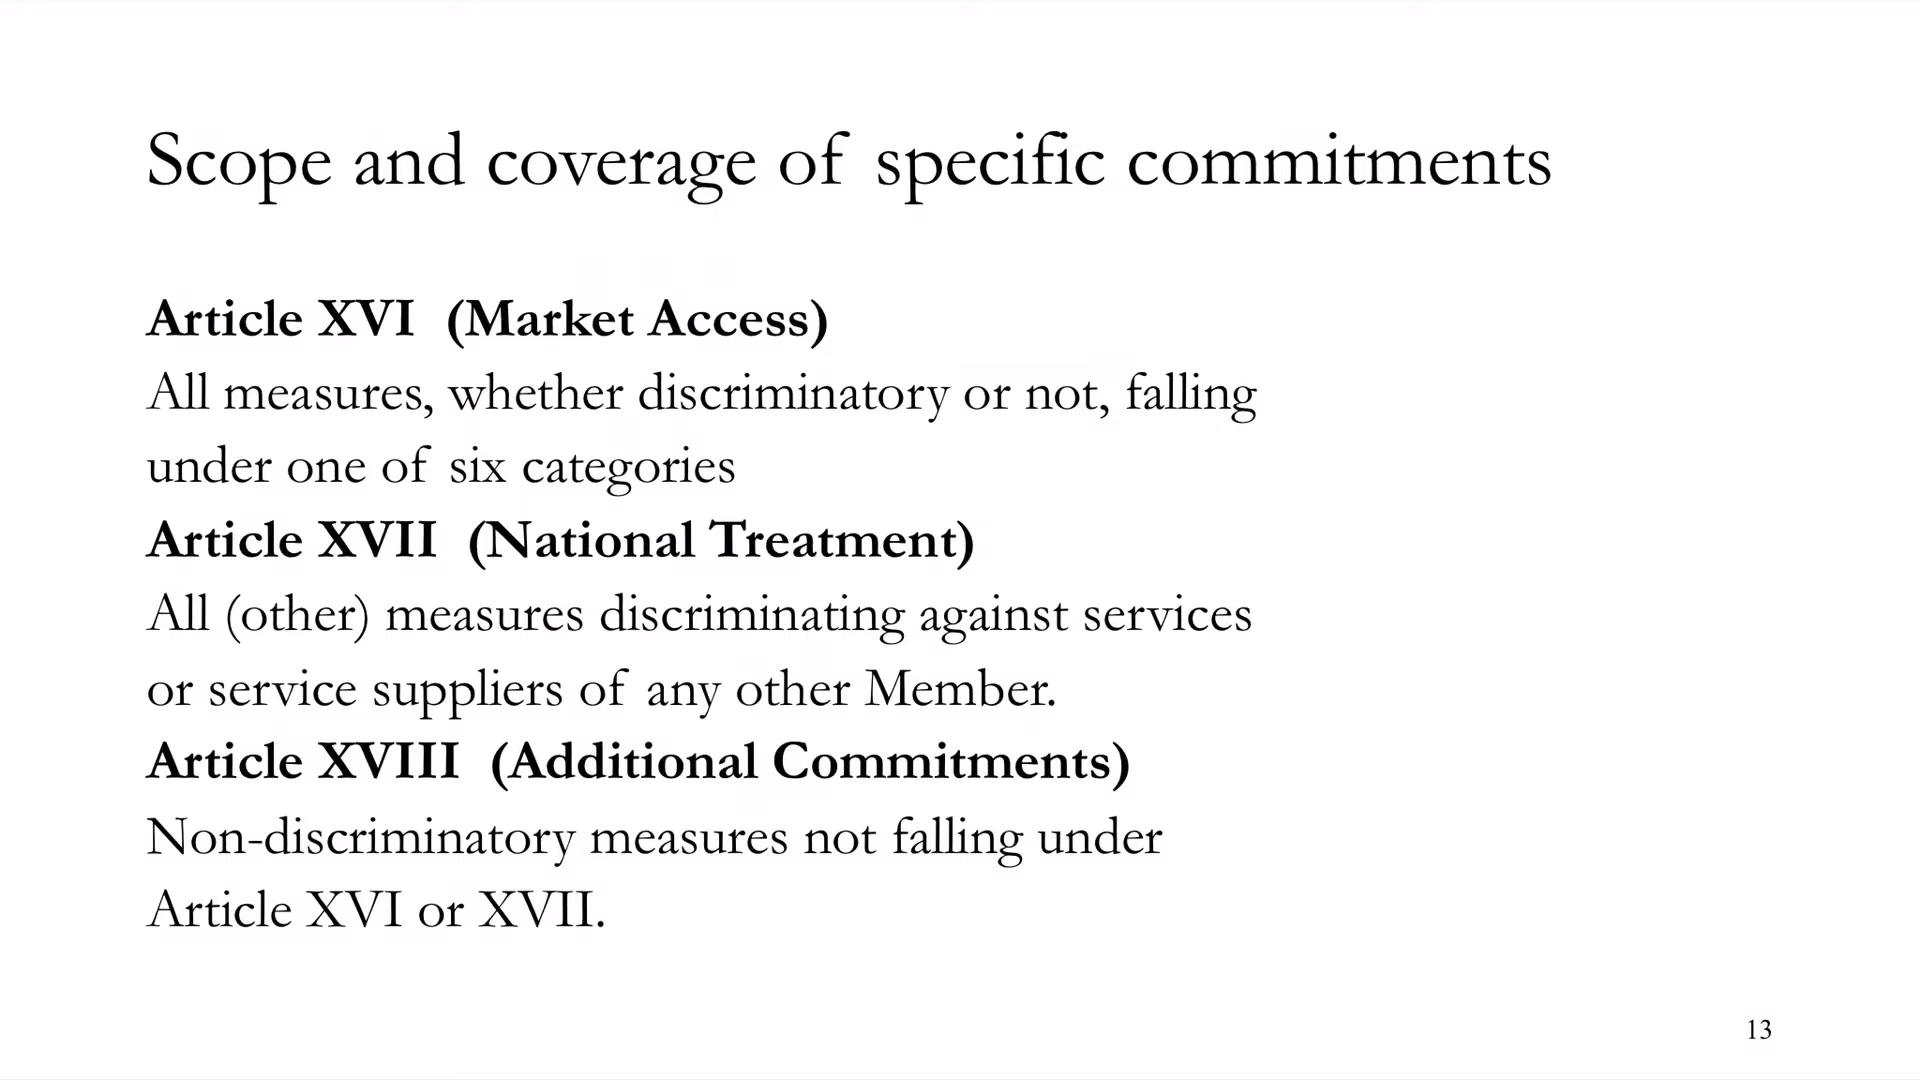 Scope and coverage of specific commitments
Article XVI (Market Access)
All measures, whether discriminatory or not, falling
under one of six categories
Article XVII (National Treatment)
All (other) measures discriminating against services
or service suppliers of any other Member.
Article XVIII (Additional Commitments)
Non-discriminatory measures not falling under
Article XVI or XVII.
13